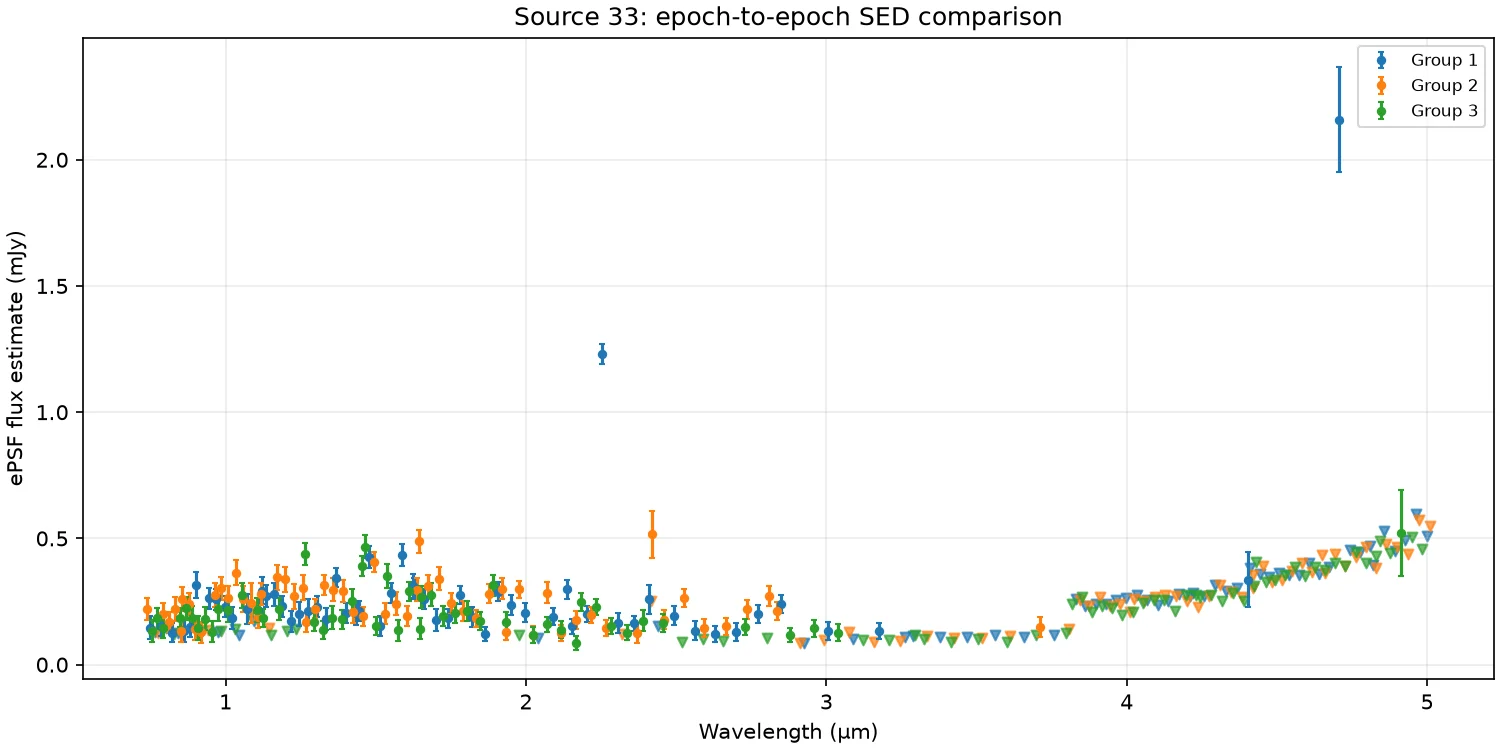 Source 33: epoch-to-epoch SED comparison
Group 1
Group 2
Group 3
ePSF flux estimate (mJy)
2.0
1.5
1.0
0.5
0.0
1 2 3 4 5
Wavelength (μm)